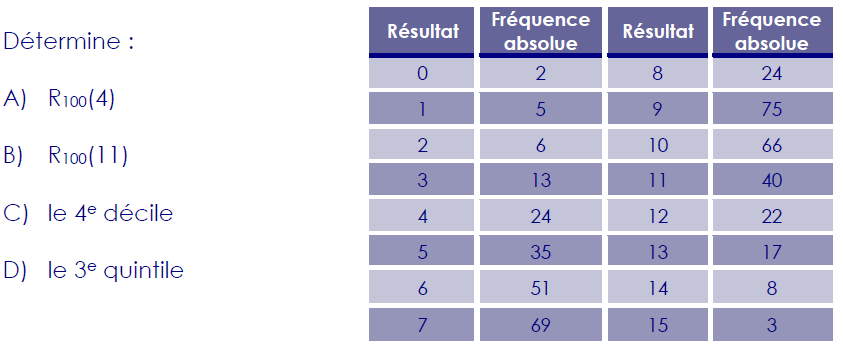 Détermine :
A) R100(4)
B) R100(11)
C) le 4e décile
D) le 3e quintile
Résultat Fréquence absolue Résultat Fréquence absolue
0 2 8 24
1 5 9 75
2 6 10 66
3 13 11 40
4 24 12 22
5 35 13 17
6 51 14 8
7 69 15 3